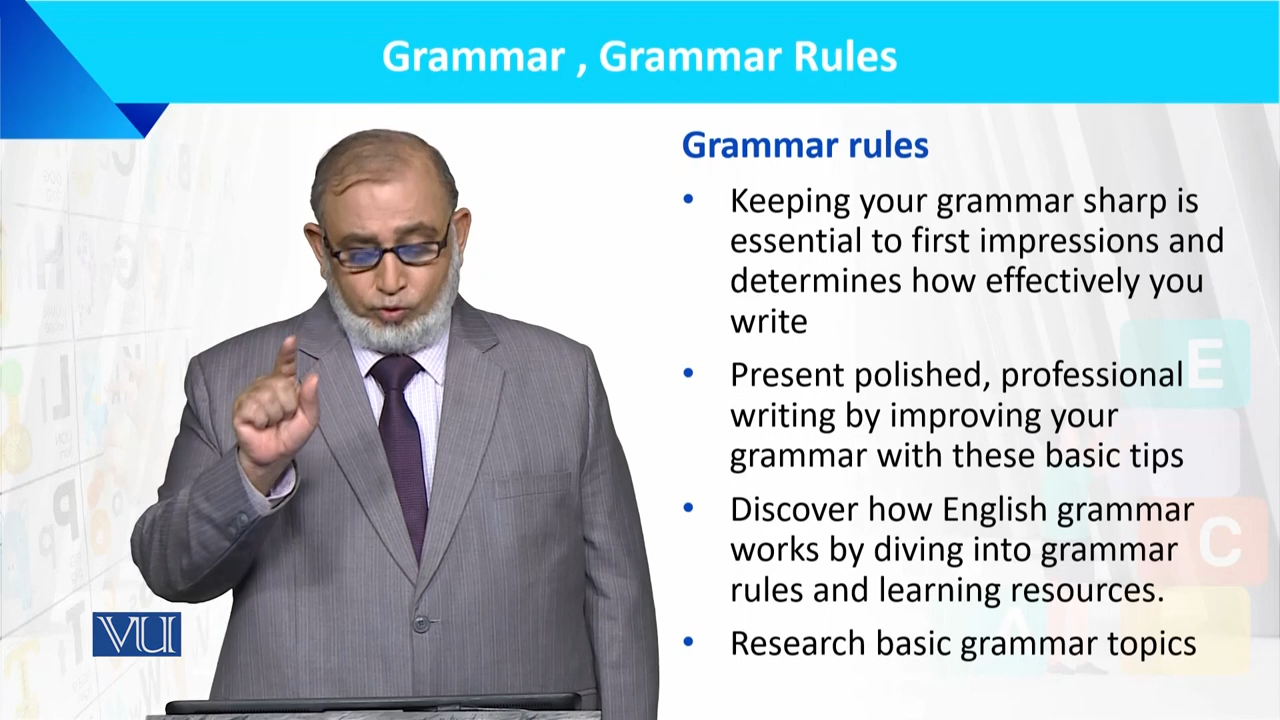 Grammar , Grammar Rules
Grammar rules
• Keeping your grammar sharp is
essential to first impressions and
determines how effectively you
write
• Present polished, professional
writing by improving your
grammar with these basic tips
• Discover how English grammar
works by diving into grammar
rules and learning resources.
• Research basic grammar topics
VU
E
C